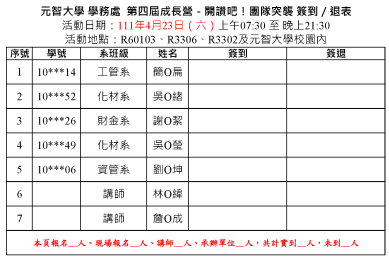 元智大學 學務處 第四屆成長營－開讚吧！團隊突襲 簽到 / 退表
活動日期：111年4月23日（六）上午07:30 至 晚上21:30
活動地點：R60103、R3306、R3302及元智大學校園內
序號 學號 系班級 姓名 簽到 簽退
1 10***14 工管系 簡O扁
2 10***52 化材系 吳O緒
3 10***26 財金系 謝O絜
4 10***49 化材系 吳O瑩
5 10***06 資管系 劉O坤
6 講師 林O緯
7 講師 詹O成
本頁報名__人、現場報名__人、講師__人、承辦單位__人，共計實到__人，未到__人